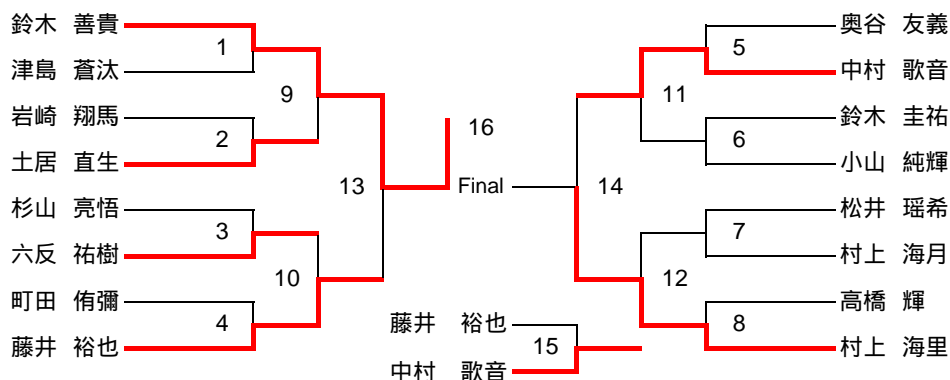 鈴木 善貴
津島 蒼汰
岩崎 翔馬
土居 直生
杉山 亮悟
六反 祐樹
町田 侑彌
藤井 裕也
1
2
3
4
9
10
13
16
Final
14
11
12
5
6
7
8
奥谷 友義
中村 歌音
鈴木 圭祐
小山 純輝
松井 瑶希
村上 海月
高橋 輝
村上 海里
藤井 裕也
15
中村 歌音